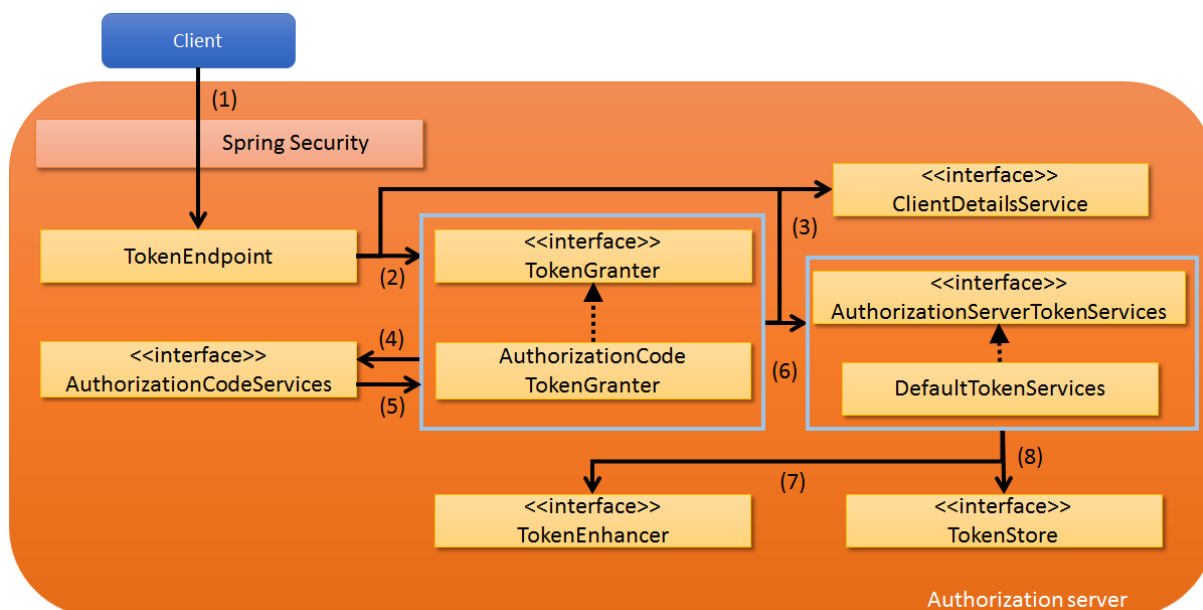 Client
(1)
Spring Security
<<interface>>
ClientDetailsService
TokenEndpoint
(2)
<<interface>>
TokenGranter
(3)
<<interface>>
AuthorizationServerTokenServices
<<interface>>
AuthorizationCodeServices
(4)
(5)
AuthorizationCode
TokenGranter
(6)
DefaultTokenServices
(7)
(8)
<<interface>>
TokenEnhancer
<<interface>>
TokenStore
Authorization server